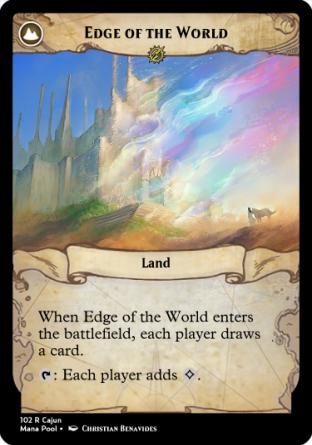 Edge of the World
Land
When Edge of the World enters
the battlefield, each player draws
a card.
: Each player adds .
102 R Cajun
Mana Pool • Christian Benavides